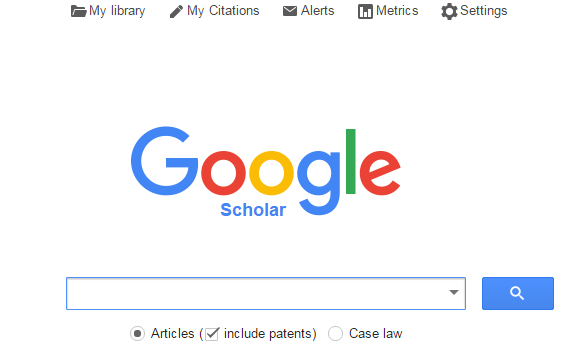 My library My Citations Alerts Metrics Settings
Google
Scholar
Articles (include patents) Case law